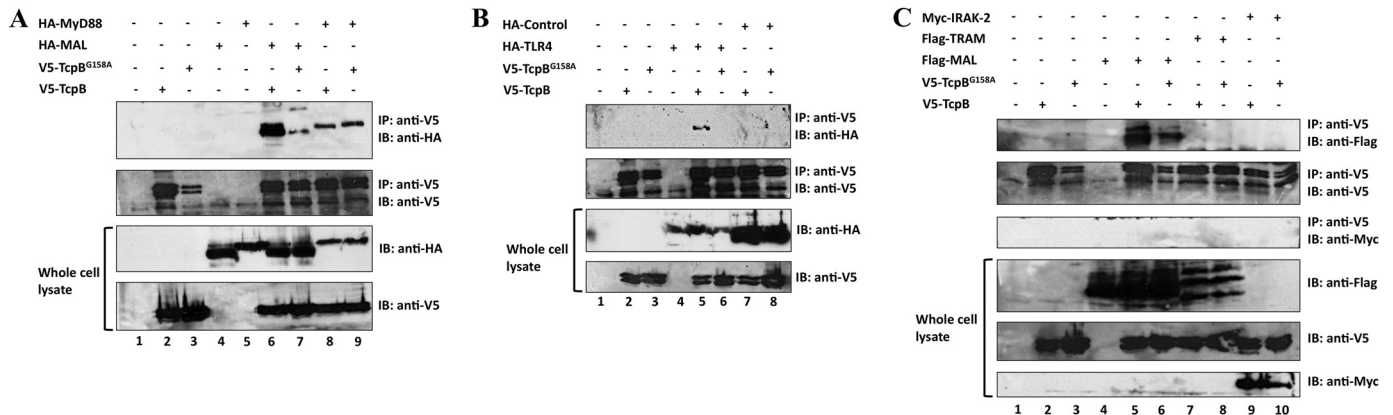 A
HA-MyD88 - - - - + - - + +
HA-MAL - - - + - + + - -
V5-TcpBG158A - - + - - - + - +
V5-TcpB - + - - - + - + -
IP: anti-V5
IB: anti-HA
IP: anti-V5
IB: anti-V5
Whole cell
lysate
IB: anti-HA
IB: anti-V5
1 2 3 4 5 6 7 8 9
B
HA-Control - - - - - - + +
HA-TLR4 - - - + + + - -
V5-TcpBG158A - - + - - + - +
V5-TcpB - + - - + - + -
IP: anti-V5
IB: anti-HA
IP: anti-V5
IB: anti-V5
Whole cell
lysate
IB: anti-HA
IB: anti-V5
1 2 3 4 5 6 7 8
C
Myc-IRAK-2 - - - - - - - - + +
Flag-TRAM - - - - - - + + - -
Flag-MAL - - - + + + - - - -
V5-TcpBG158A - - + - - + - + - +
V5-TcpB - + - - + - + - + -
IP: anti-V5
IB: anti-Flag
IP: anti-V5
IB: anti-V5
IP: anti-V5
IB: anti-Myc
Whole cell
lysate
IB: anti-Flag
IB: anti-V5
IB: anti-Myc
1 2 3 4 5 6 7 8 9 10